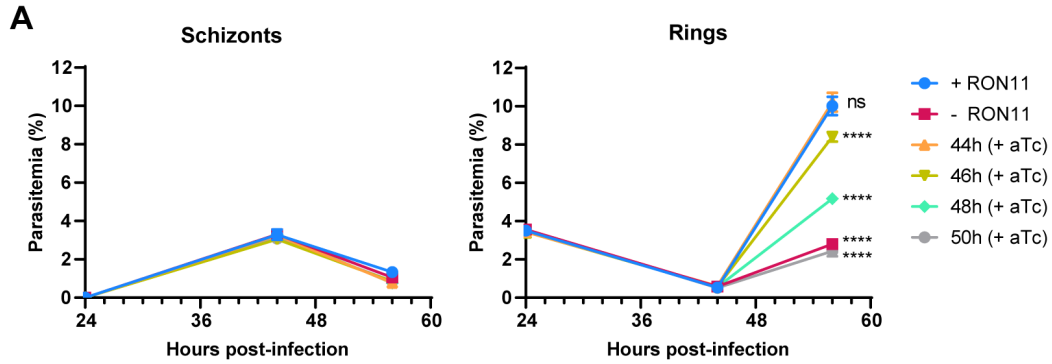 A
Schizonts
Parasitemia (%)
12
10
8
6
4
2
0
24
36
48
60
Hours post-infection
Rings
Parasitemia (%)
12
10
8
6
4
2
0
ns
****
****
****
****
24
36
48
60
Hours post-infection
+ RON11
- RON11
44h (+ aTc)
46h (+ aTc)
48h (+ aTc)
50h (+ aTc)